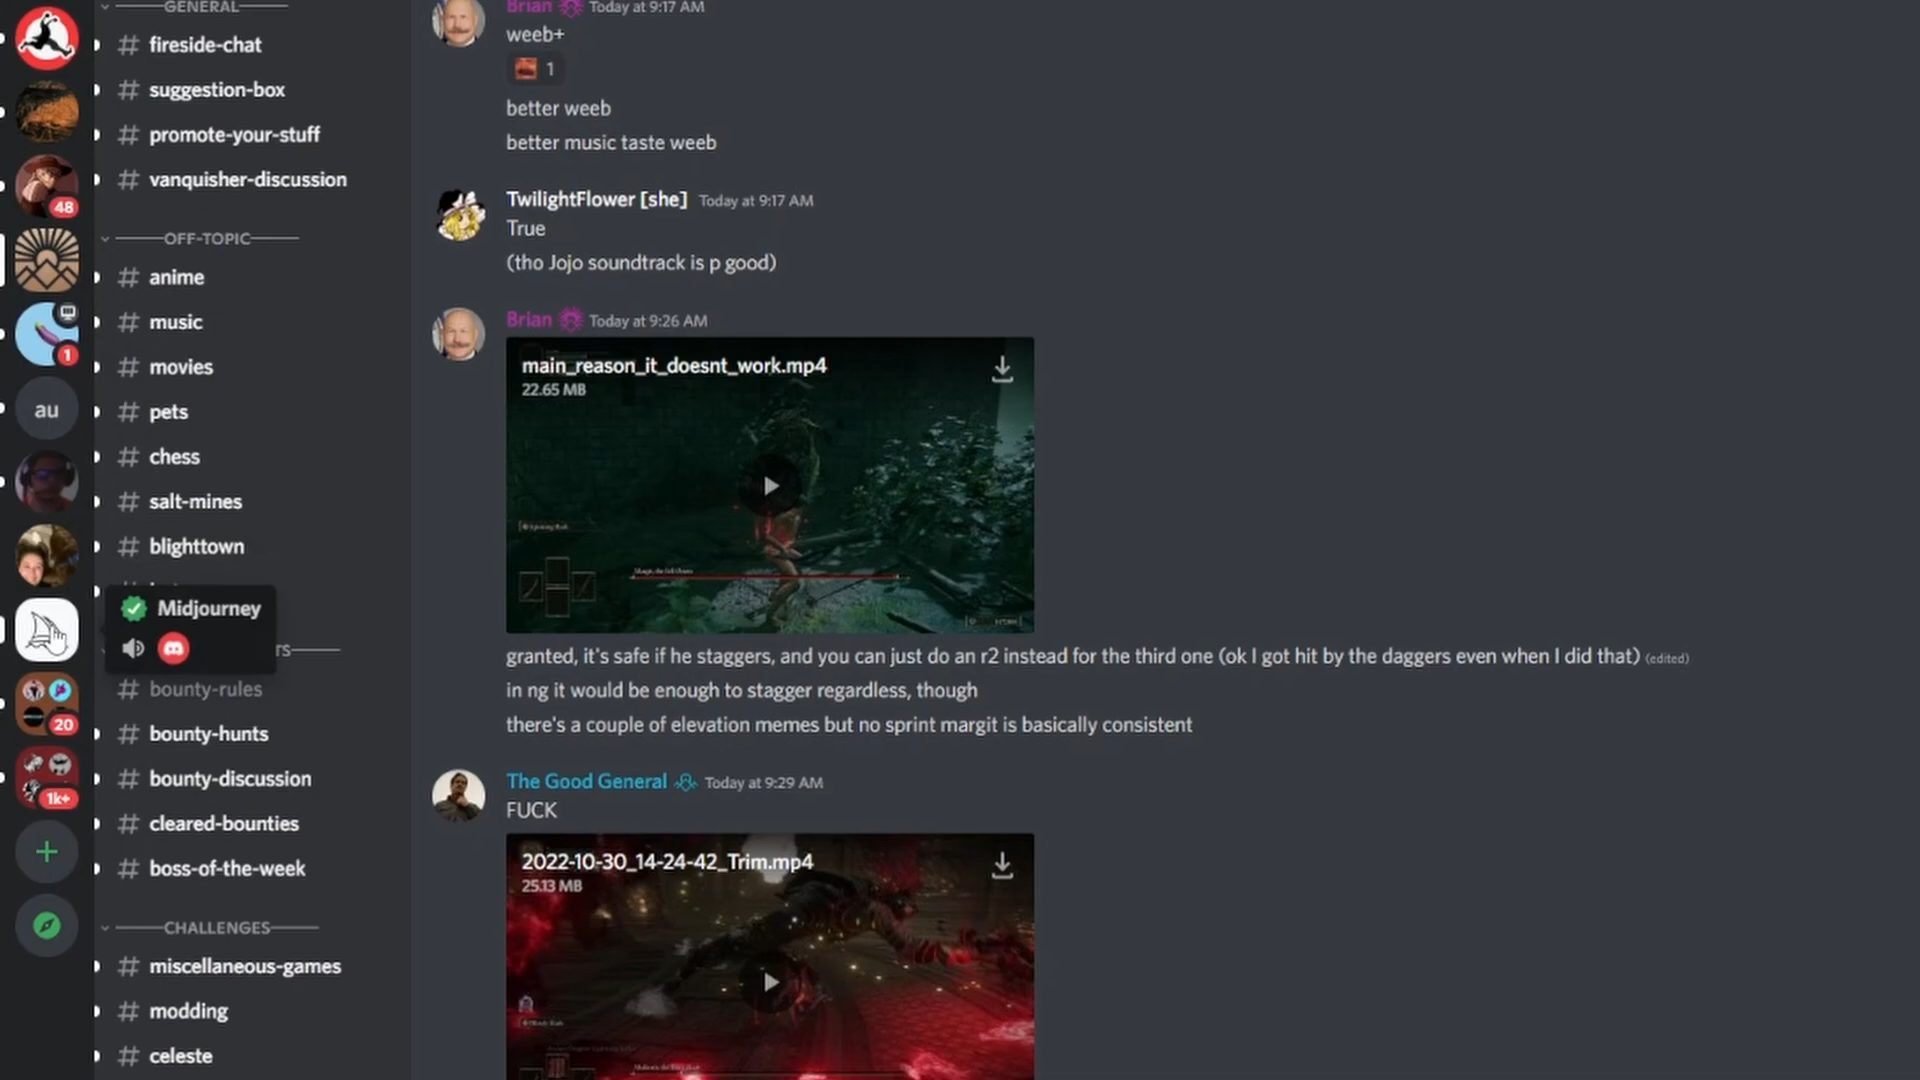 GENERAL
fireside-chat
suggestion-box
promote-your-stuff
vanquisher-discussion
48
OFF-TOPIC
anime
music
1
movies
au
pets
chess
salt-mines
blighttown
Midjourney
rs
bounty-rules
20
bounty-hunts
bounty-discussion
1k+
cleared-bounties
boss-of-the-week
CHALLENGES
miscellaneous-games
modding
celeste
Brian Today at 9:17 AM
weeb+
1
better weeb
better music taste weeb
TwilightFlower [she] Today at 9:17 AM
True
(tho Jojo soundtrack is p good)
Brian Today at 9:26 AM
main_reason_it_doesnt_work.mp4
22.65 MB
granted, it's safe if he staggers, and you can just do an r2 instead for the third one (ok I got hit by the daggers even when I did that) (edited)
in ng it would be enough to stagger regardless, though
there's a couple of elevation memes but no sprint margit is basically consistent
The Good General Today at 9:29 AM
FUCK
2022-10-30_14-24-42_Trim.mp4
25.13 MB